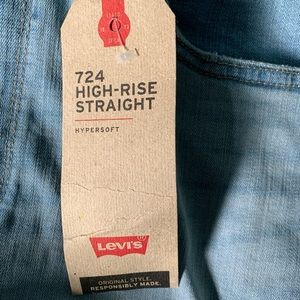 724
HIGH-RISE
STRAIGHT
HYPERSOFT
LEVI'S
®
ORIGINAL STYLE.
RESPONSIBLY MADE.